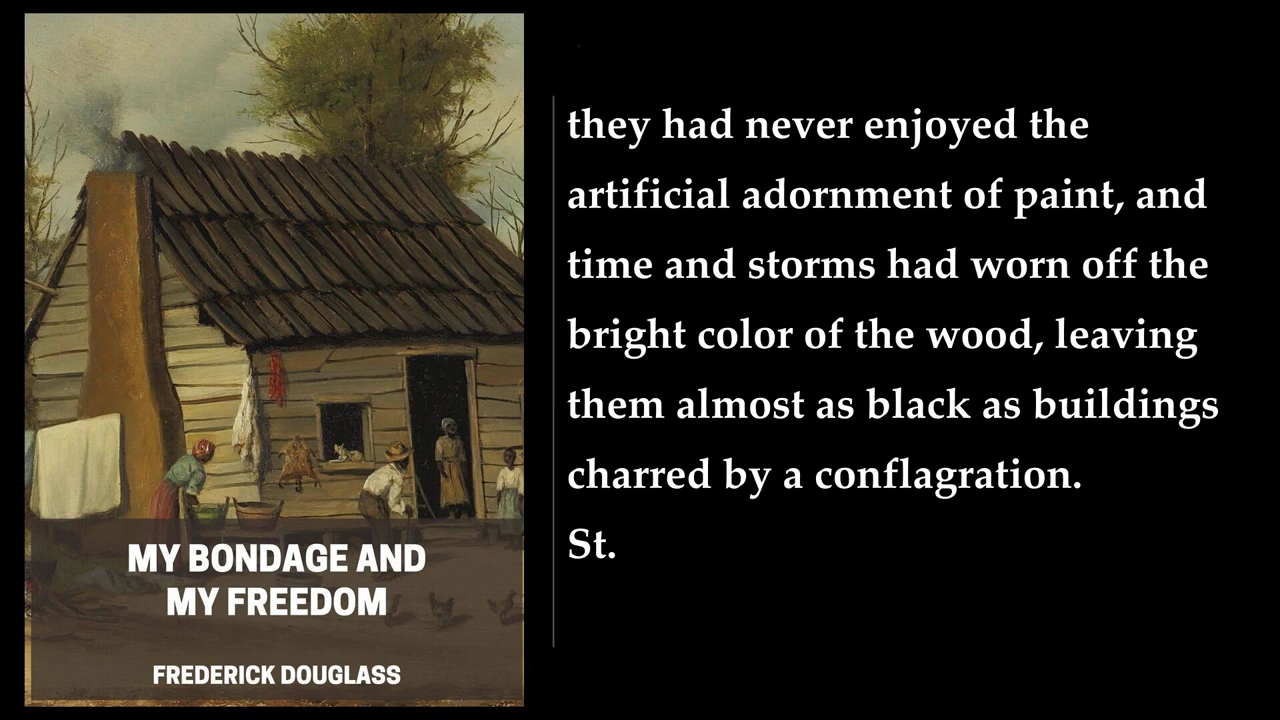 MY BONDAGE AND
MY FREEDOM
FREDERICK DOUGLASS
they had never enjoyed the
artificial adornment of paint, and
time and storms had worn off the
bright color of the wood, leaving
them almost as black as buildings
charred by a conflagration.
St.